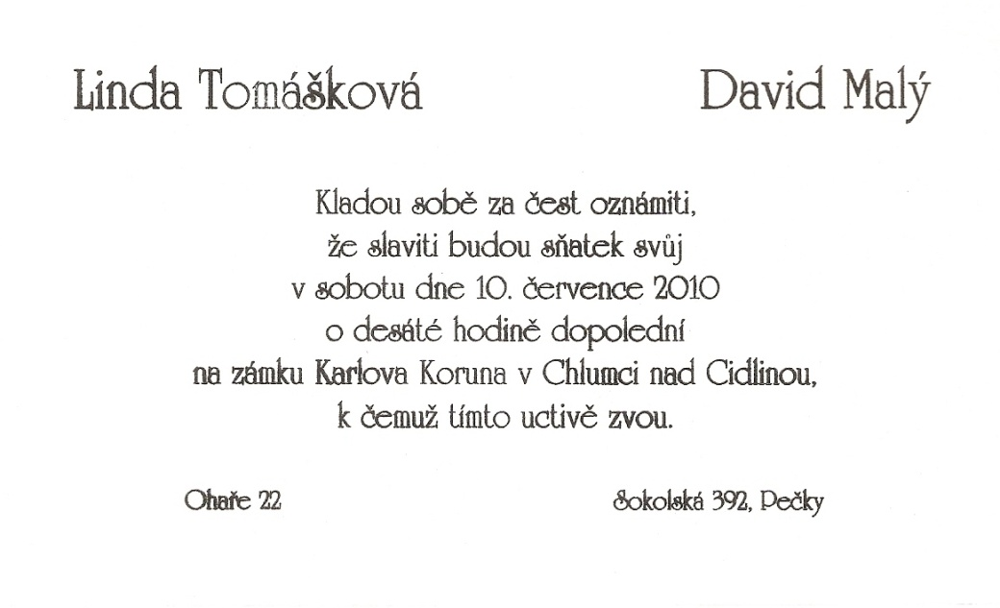 Linda Tomášková David Malý
Kladou sobě za čest oznámiti,
že slaviti budou sňatek svůj
v sobotu dne 10. července 2010
o desáté hodině dopolední
na zámku Karlova Koruna v Chlumci nad Cidlinou,
k čemuž tímto uctivě zvou.
Ohaře 22 Sokolská 392, Pečky